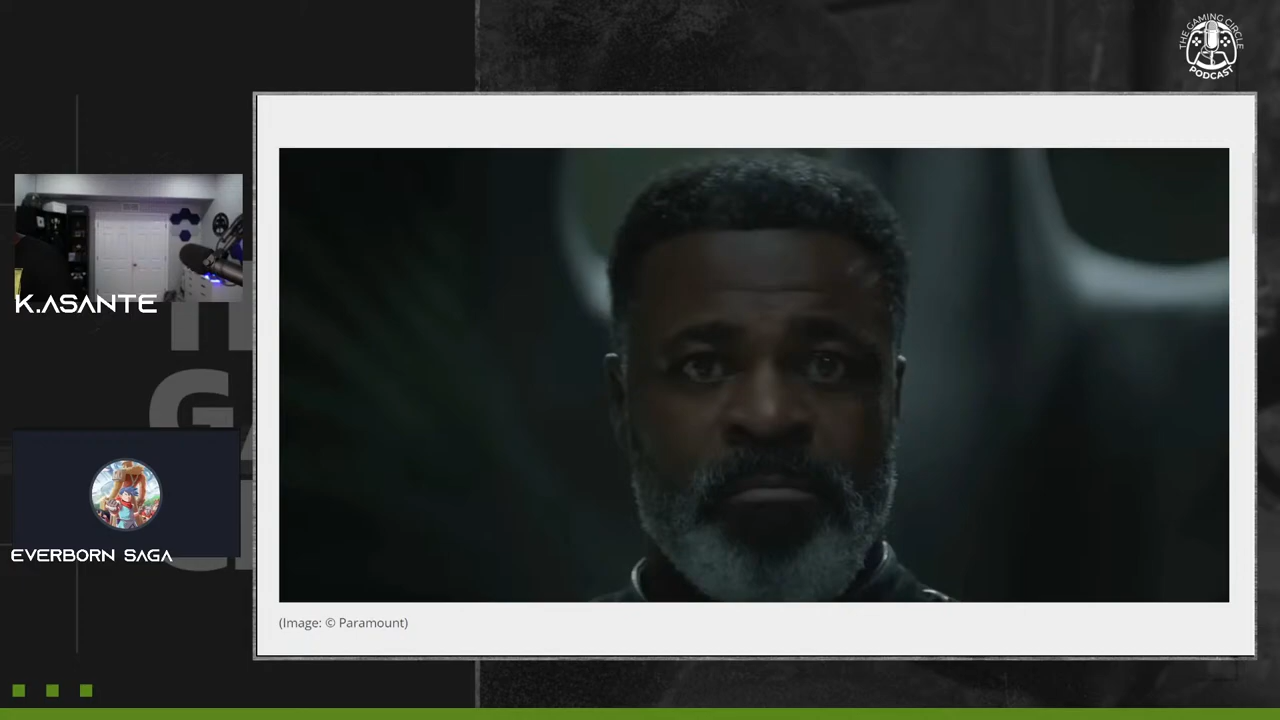 THE GAMING CIRCLE
PODCAST
K.ASANTE
G
EVERBORN SAGA
(Image: © Paramount)